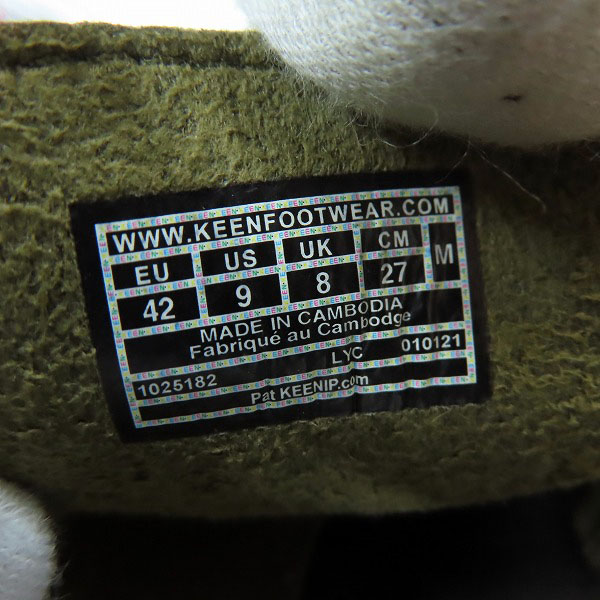 WWW.KEENFOOTWEAR.COM
EU US UK CM M
42 9 8 27
MADE IN CAMBODIA
Fabriqué au Cambodge
LYC 010121
1025182
Pat KEENIP.com